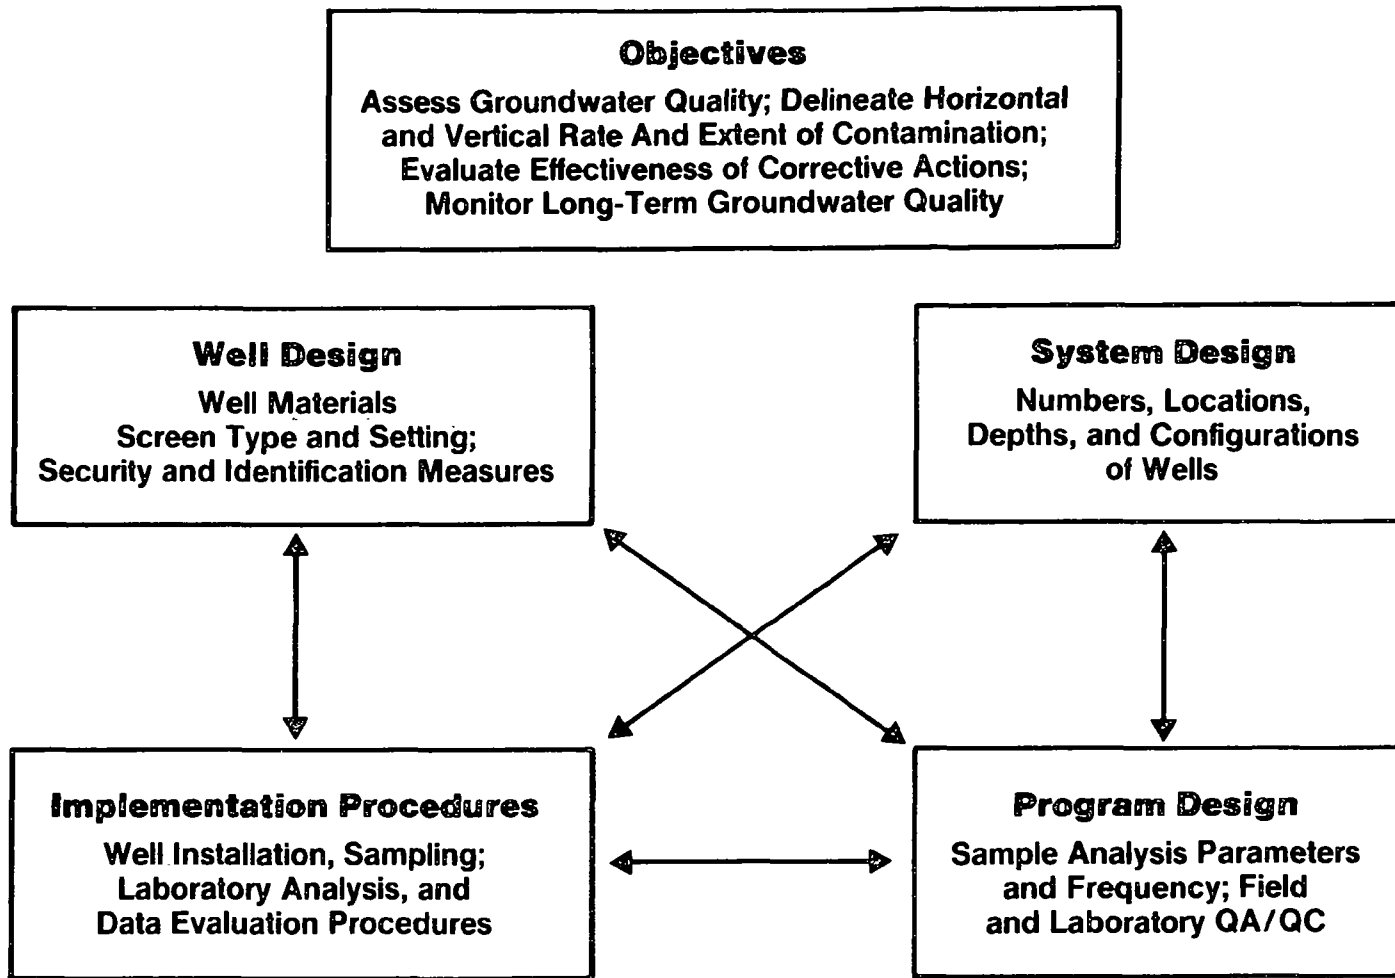 Objectives
Assess Groundwater Quality; Delineate Horizontal
and Vertical Rate And Extent of Contamination;
Evaluate Effectiveness of Corrective Actions;
Monitor Long-Term Groundwater Quality
Well Design
Well Materials
Screen Type and Setting;
Security and Identification Measures
System Design
Numbers, Locations,
Depths, and Configurations
of Wells
Implementation Procedures
Well Installation, Sampling;
Laboratory Analysis, and
Data Evaluation Procedures
Program Design
Sample Analysis Parameters
and Frequency; Field
and Laboratory QA/QC